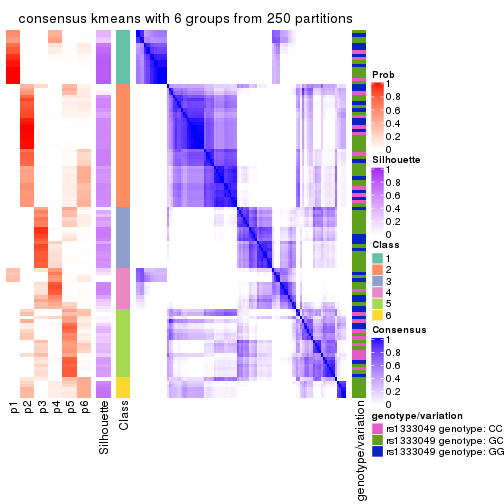 consensus kmeans with 6 groups from 250 partitions
Prob
1
0.8
0.6
0.4
0.2
0
Silhouette
1
0.8
0.6
0.4
0.2
0
Class
1
2
3
4
5
6
Consensus
1
0.8
0.6
0.4
0.2
0
genotype/variation
rs1333049 genotype: CC
rs1333049 genotype: GC
rs1333049 genotype: GG
p1
p2
p3
p4
p5
p6
Silhouette
Class
genotype/variation